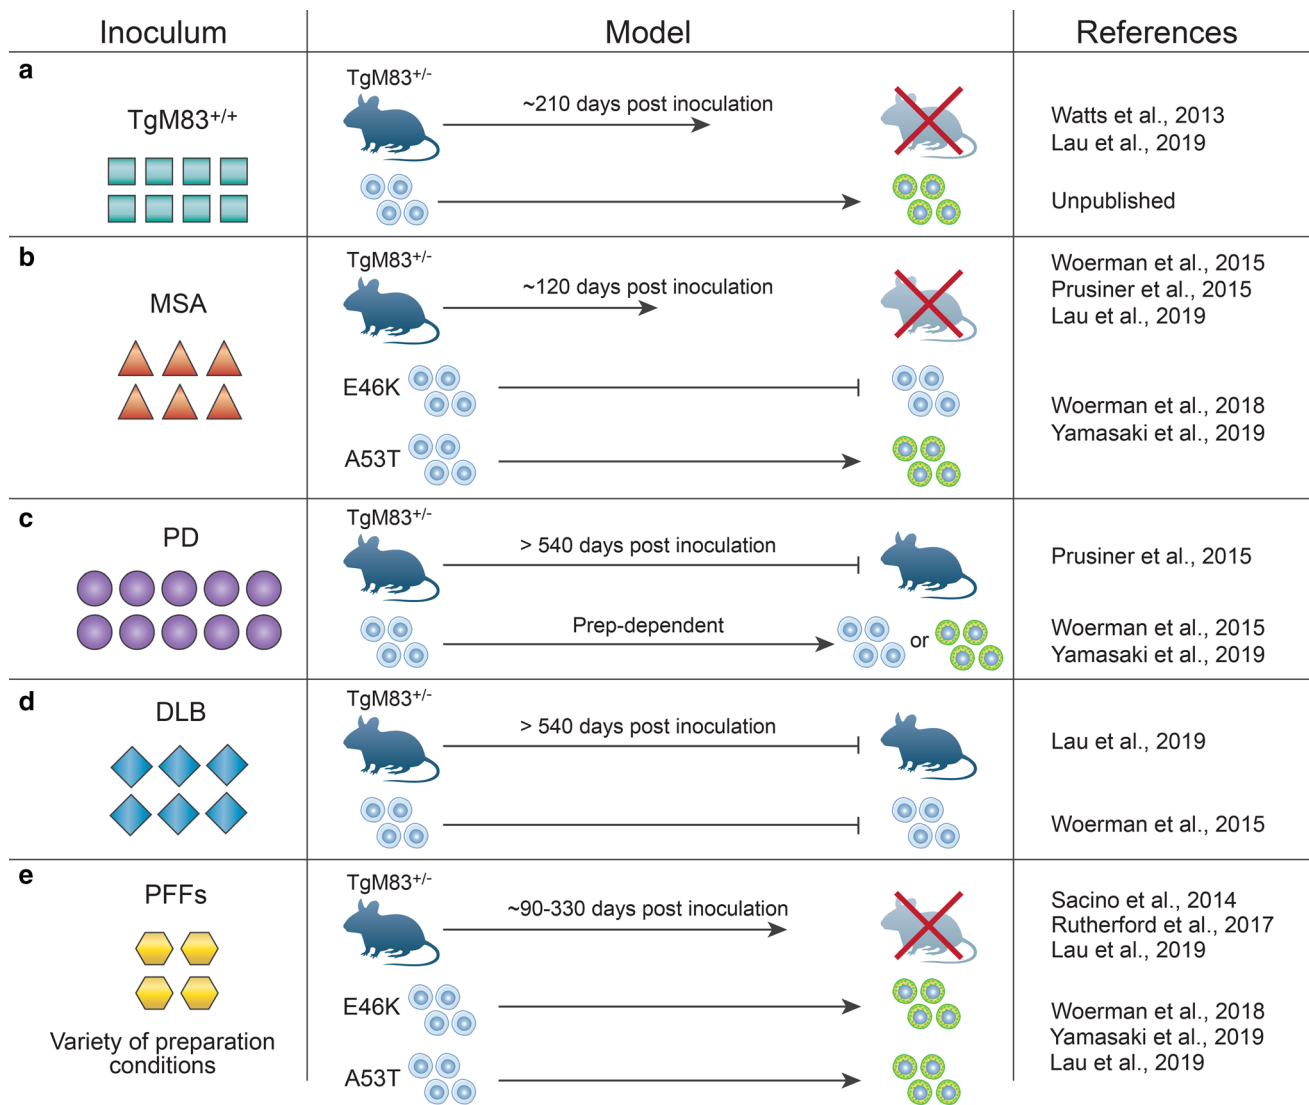 Inoculum
Model
References
a
TgM83+/+
TgM83+/-
~210 days post inoculation
Watts et al., 2013
Lau et al., 2019
Unpublished
b
MSA
TgM83+/-
~120 days post inoculation
E46K
A53T
Woerman et al., 2015
Prusiner et al., 2015
Lau et al., 2019
Woerman et al., 2018
Yamasaki et al., 2019
c
PD
TgM83+/-
> 540 days post inoculation
Prep-dependent
or
Prusiner et al., 2015
Woerman et al., 2015
Yamasaki et al., 2019
d
DLB
TgM83+/-
> 540 days post inoculation
Lau et al., 2019
Woerman et al., 2015
e
PFFs
Variety of preparation
conditions
TgM83+/-
~90-330 days post inoculation
E46K
A53T
Sacino et al., 2014
Rutherford et al., 2017
Lau et al., 2019
Woerman et al., 2018
Yamasaki et al., 2019
Lau et al., 2019